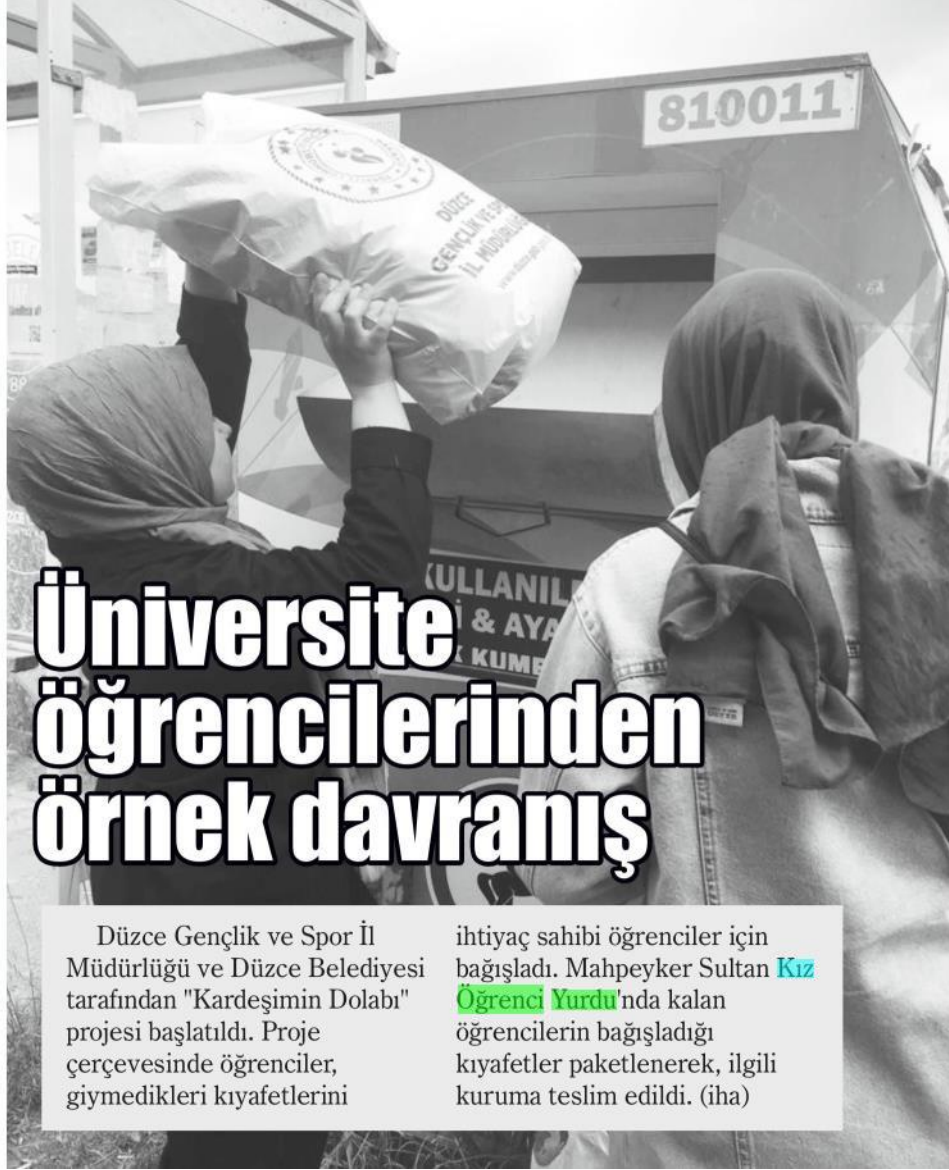 810011
DÜZCE
GENÇLİK VE SPOR
İL MÜDÜRLÜĞÜ
KULLANIL
& AYA
KUMB
Üniversite
öğrencilerinden
örnek davranış
Düzce Gençlik ve Spor İl
Müdürlüğü ve Düzce Belediyesi
tarafından "Kardeşimin Dolabı"
projesi başlatıldı. Proje
çerçevesinde öğrenciler,
giymedikleri kıyafetlerini
ihtiyaç sahibi öğrenciler için
bağışladı. Mahpeyker Sultan Kız
Öğrenci Yurdu'nda kalan
öğrencilerin bağışladığı
kıyafetler paketlenerek, ilgili
kuruma teslim edildi. (iha)